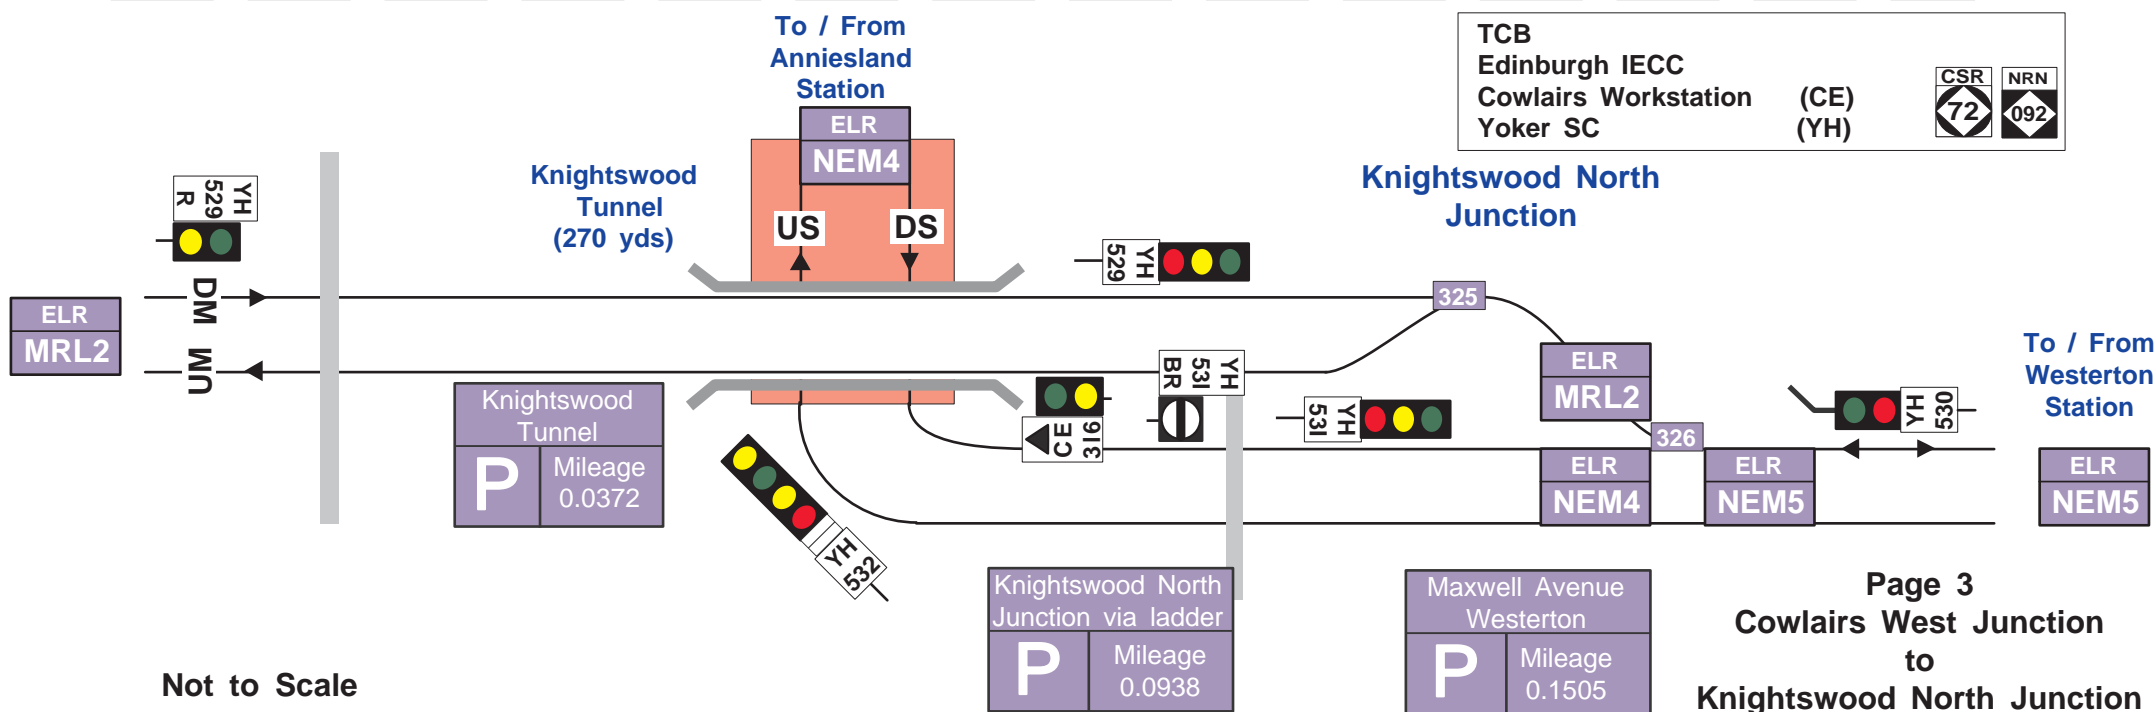 To / From
Anniesland
Station
ELR
NEM4
US
DS
Knightswood
Tunnel
(270 yds)
TCB
Edinburgh IECC
Cowlairs Workstation (CE)
Yoker SC (YH)
CSR
72
NRN
092
Knightswood North
Junction
YH
529
R
DM
UM
ELR
MRL2
YH
529
325
YH
531
BR
CE
316
YH
531
ELR
MRL2
326
YH
530
To / From
Westerton
Station
ELR
NEM4
ELR
NEM5
ELR
NEM5
Knightswood
Tunnel
P
Mileage
0.0372
YH
532
Knightswood North
Junction via ladder
P
Mileage
0.0938
Maxwell Avenue
Westerton
P
Mileage
0.1505
Page 3
Cowlairs West Junction
to
Knightswood North Junction
Not to Scale